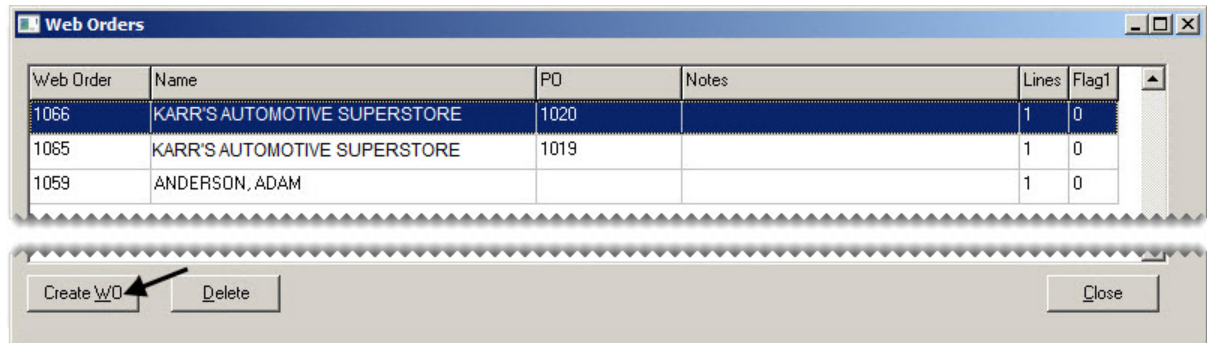 Web Orders
Web Order Name PO Notes Lines Flag1
1066 KARR'S AUTOMOTIVE SUPERSTORE 1020 1 0
1065 KARR'S AUTOMOTIVE SUPERSTORE 1019 1 0
1059 ANDERSON, ADAM 1 0
Create WO Delete Close